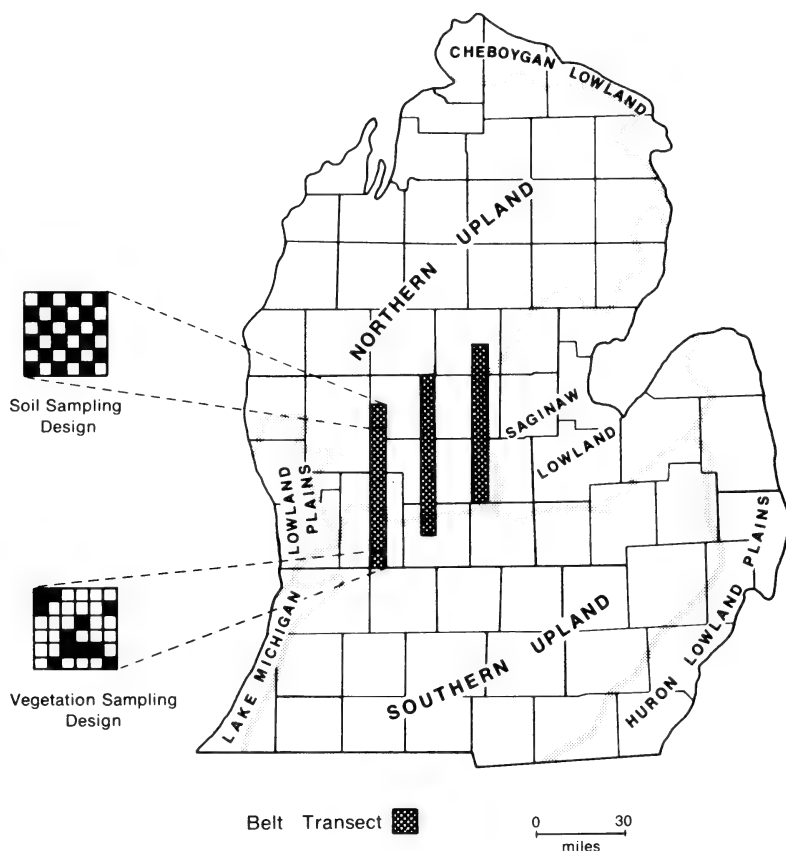 CHEBOYGAN LOWLAND
NORTHERN UPLAND
Soil Sampling
Design
SAGINAW
LOWLAND
LOWLAND
PLAINS
LAKE MICHIGAN
Vegetation Sampling
Design
SOUTHERN UPLAND
HURON LOWLAND PLAINS
Belt Transect
0 30
miles